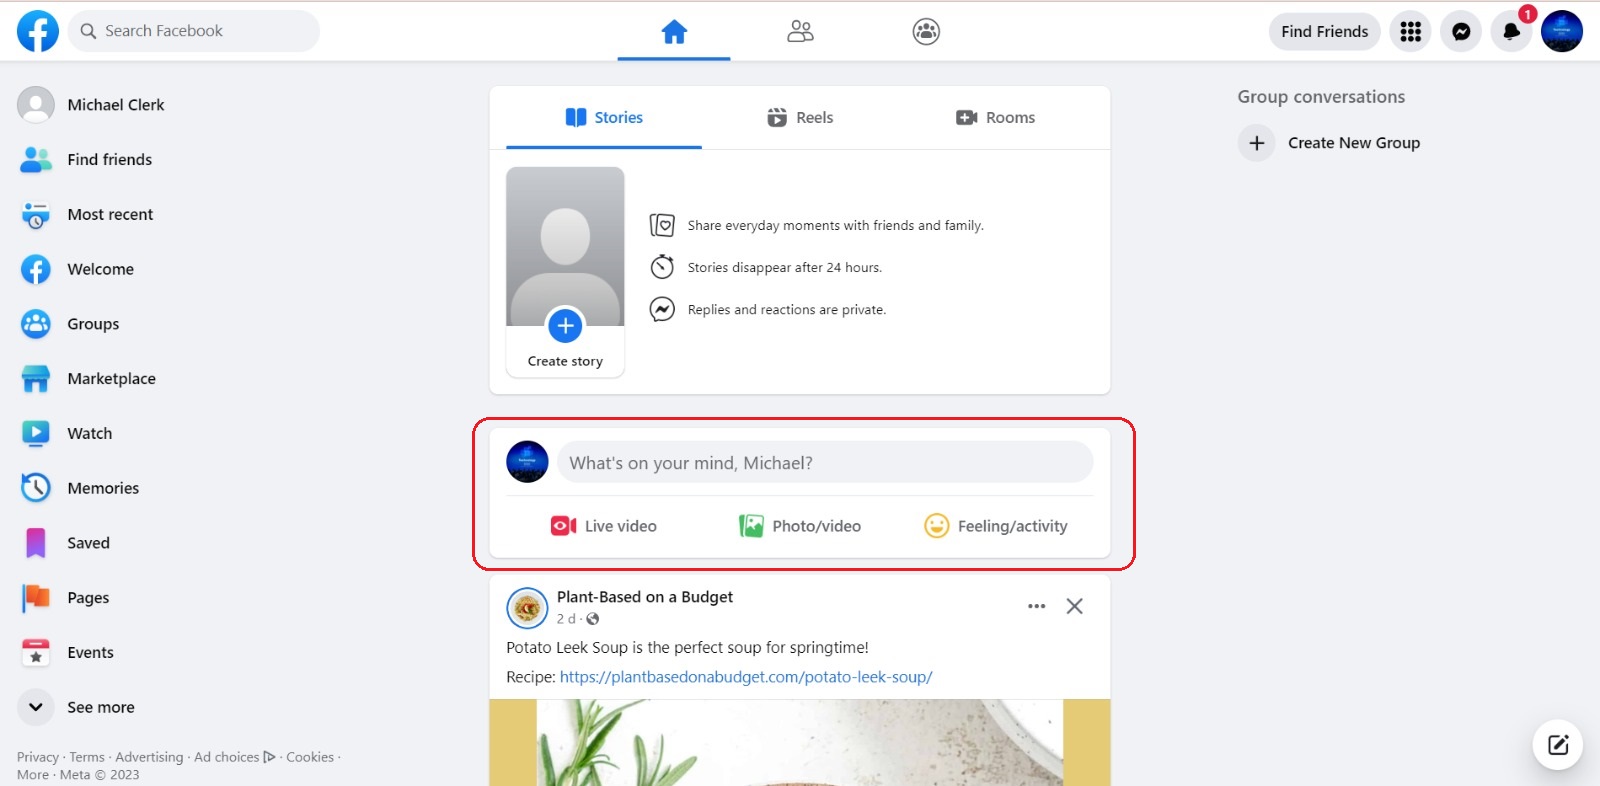 Search Facebook
Find Friends
1
Michael Clerk
Find friends
Most recent
Welcome
Groups
Marketplace
Watch
Memories
Saved
Pages
Events
See more
Privacy · Terms · Advertising · Ad choices · Cookies ·
More · Meta © 2023
Stories
Reels
Rooms
Create story
Share everyday moments with friends and family.
Stories disappear after 24 hours.
Replies and reactions are private.
What's on your mind, Michael?
Live video
Photo/video
Feeling/activity
Plant-Based on a Budget
2 d ·
Potato Leek Soup is the perfect soup for springtime!
Recipe: https://plantbasedonabudget.com/potato-leek-soup/
Group conversations
Create New Group